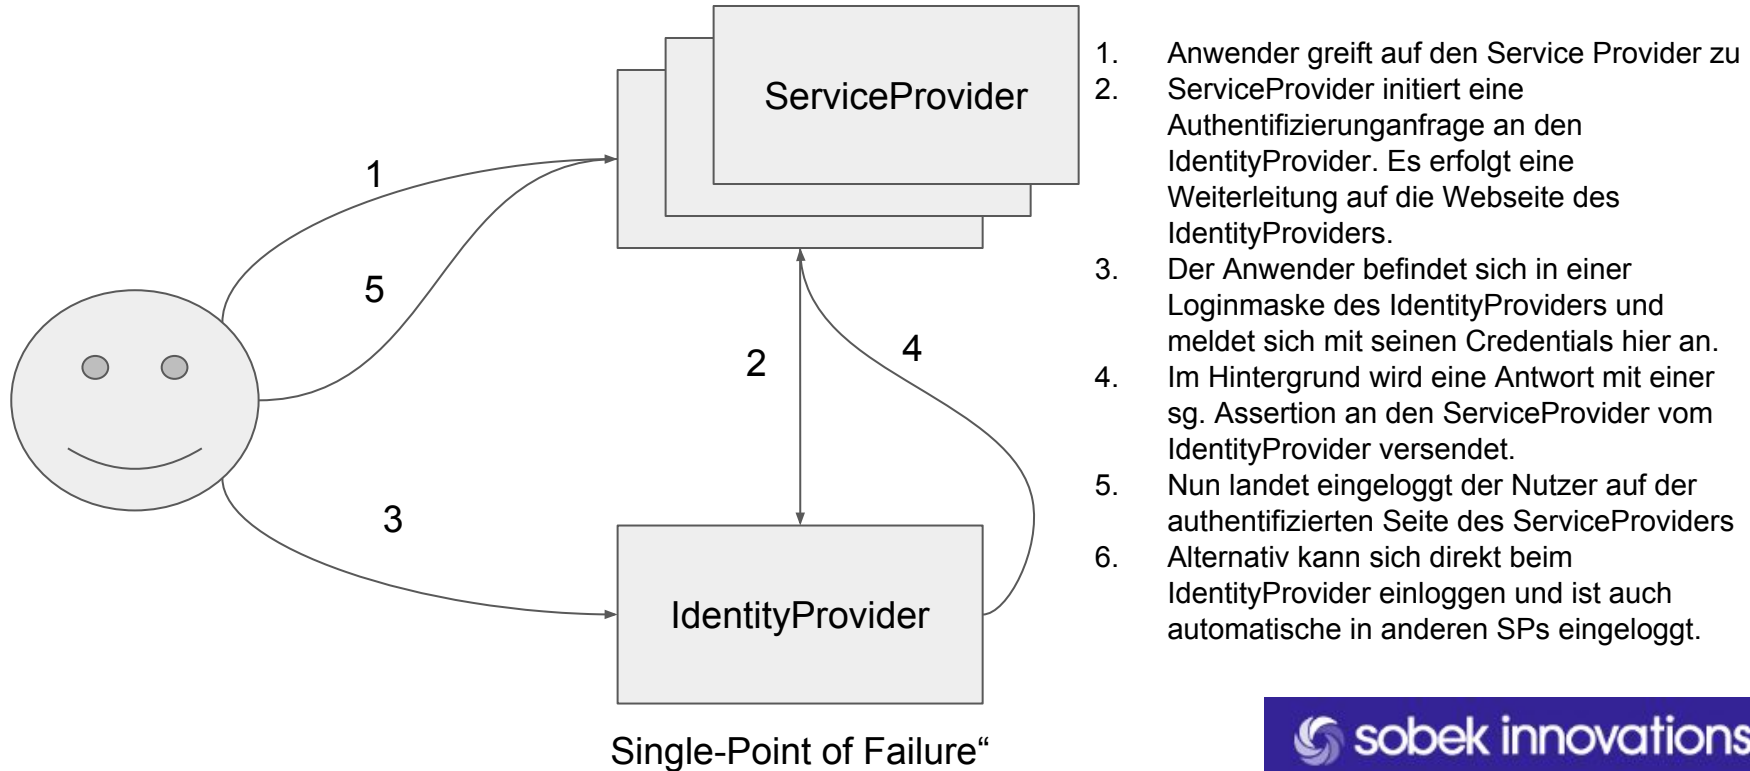 ServiceProvider
1
5
2
4
3
IdentityProvider
Single-Point of Failure“
1. Anwender greift auf den Service Provider zu
2. ServiceProvider initiert eine
Authentifizierunganfrage an den
IdentityProvider. Es erfolgt eine
Weiterleitung auf die Webseite des
IdentityProviders.
3. Der Anwender befindet sich in einer
Loginmaske des IdentityProviders und
meldet sich mit seinen Credentials hier an.
4. Im Hintergrund wird eine Antwort mit einer
sg. Assertion an den ServiceProvider vom
IdentityProvider versendet.
5. Nun landet eingeloggt der Nutzer auf der
authentifizierten Seite des ServiceProviders
6. Alternativ kann sich direkt beim
IdentityProvider einloggen und ist auch
automatische in anderen SPs eingeloggt.
sobek innovations